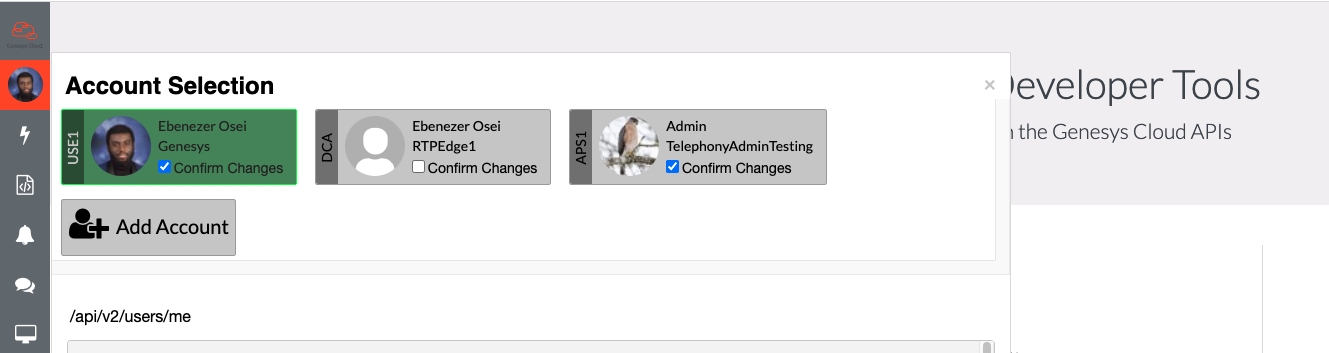 Genesys Cloud
Account Selection
×
Developer Tools
n the Genesys Cloud APIs
USE1
Ebenezer Osei
Genesys
Confirm Changes
DCA
Ebenezer Osei
RTPEdge1
Confirm Changes
APS1
Admin
TelephonyAdminTesting
Confirm Changes
Add Account
/api/v2/users/me